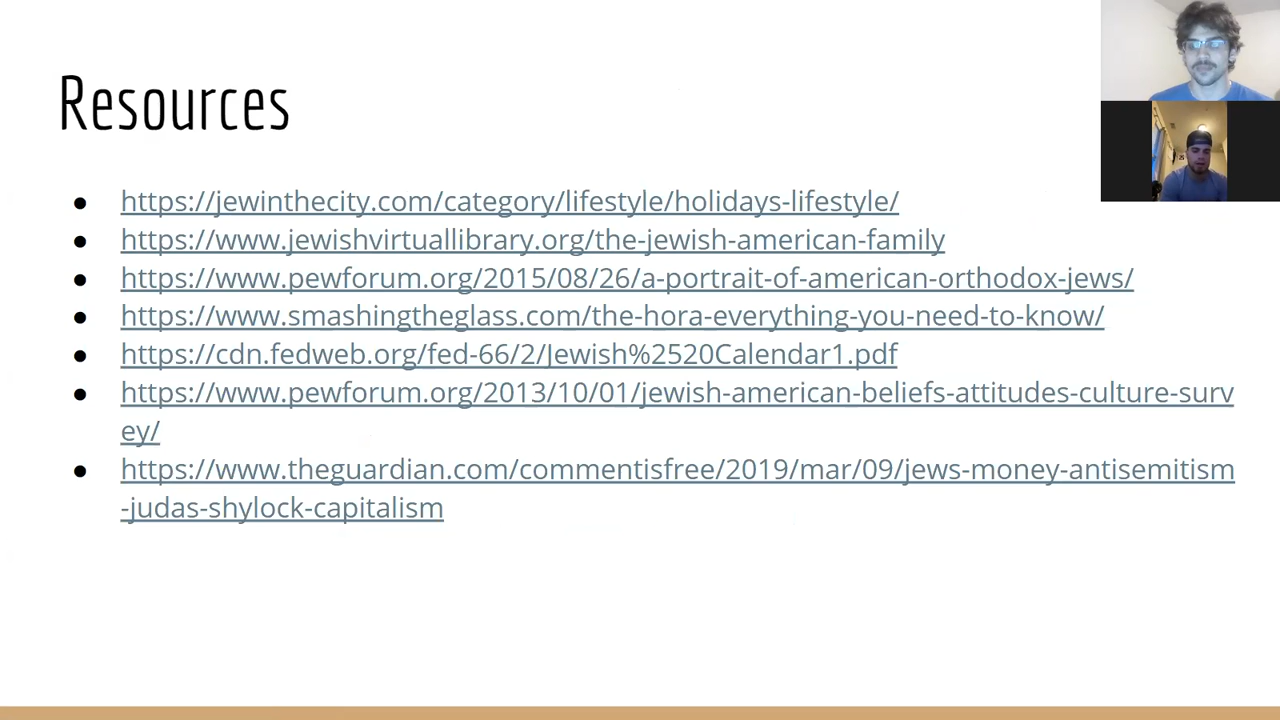 Resources
https://jewinthecity.com/category/lifestyle/holidays-lifestyle/
https://www.jewishvirtuallibrary.org/the-jewish-american-family
https://www.pewforum.org/2015/08/26/a-portrait-of-american-orthodox-jews/
https://www.smashingtheglass.com/the-hora-everything-you-need-to-know/
https://cdn.fedweb.org/fed-66/2/Jewish%2520Calendar1.pdf
https://www.pewforum.org/2013/10/01/jewish-american-beliefs-attitudes-culture-surv
ey/
https://www.theguardian.com/commentisfree/2019/mar/09/jews-money-antisemitism
-judas-shylock-capitalism